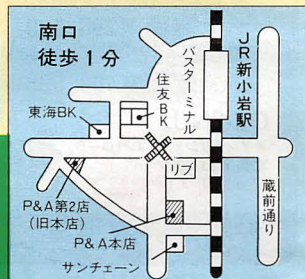 南口
徒歩1分
バスターミナル
JR新小岩駅
住友BK
東海BK
リブ
蔵前通り
P&A第2店
(旧本店)
P&A本店
サンチェーン